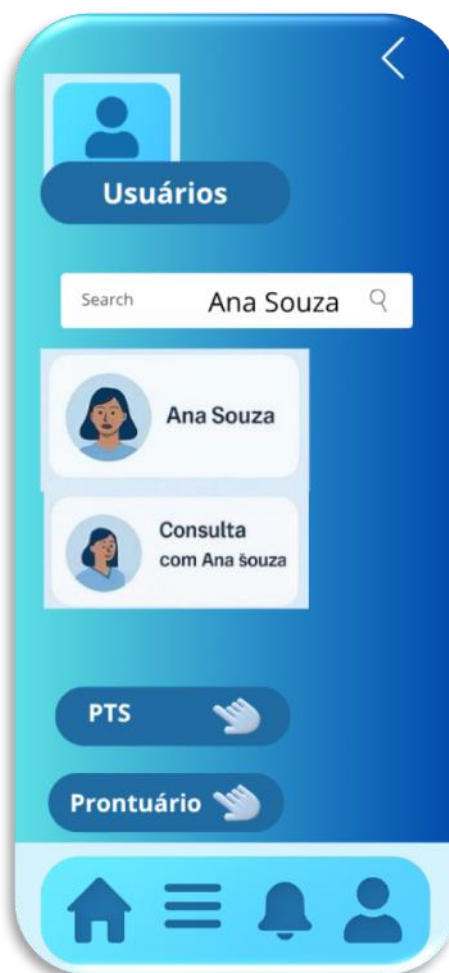 Usuários
Search Ana Souza
Ana Souza
Consulta
com Ana šouza
PTS
Prontuário